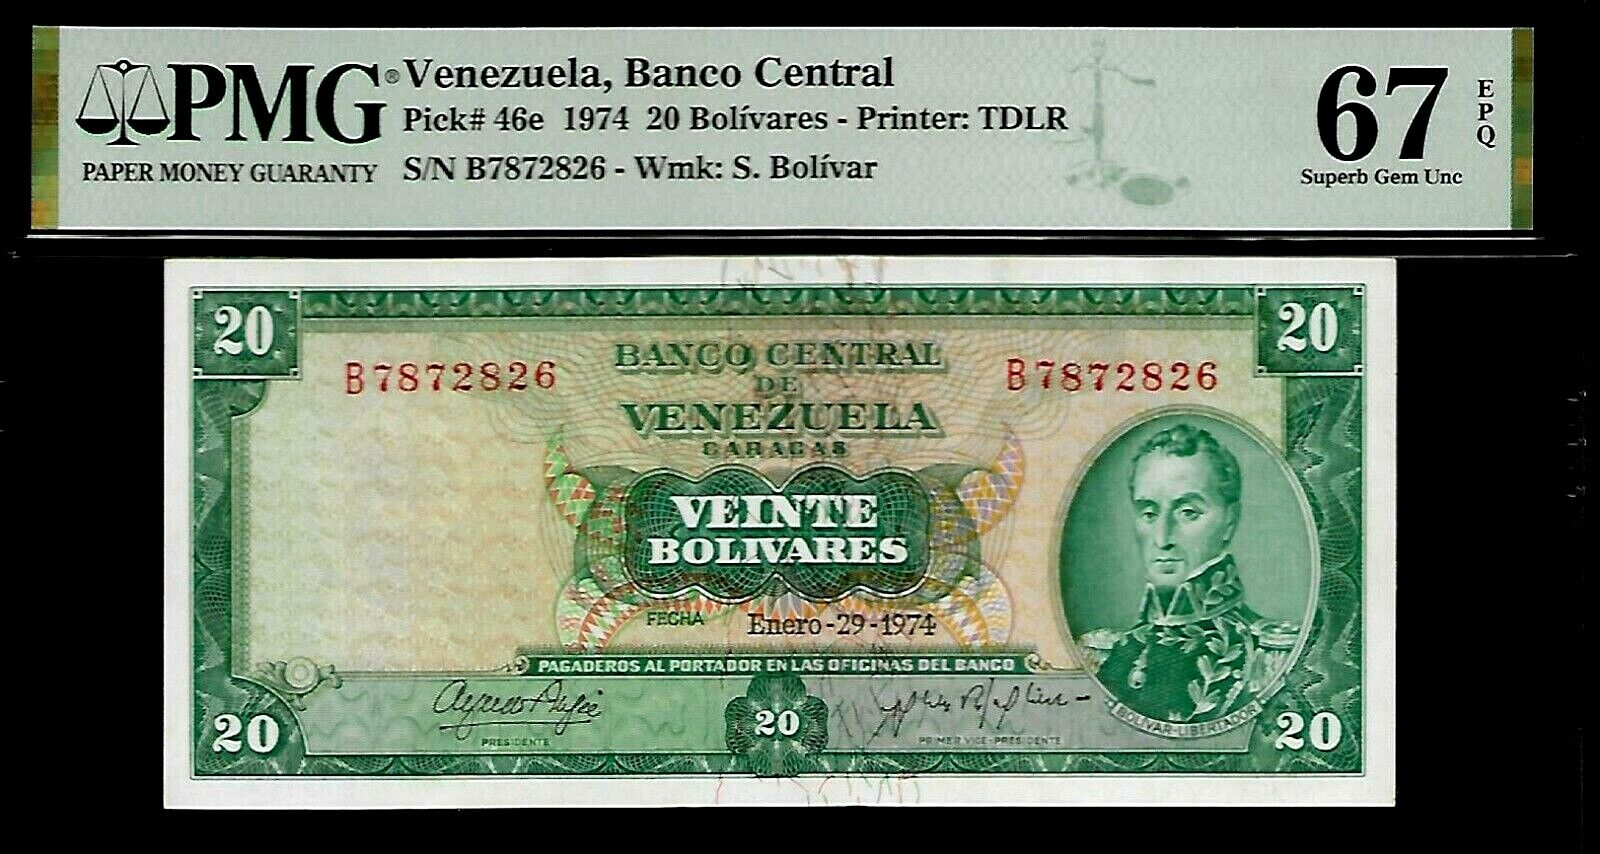 PMG®
PAPER MONEY GUARANTY
Venezuela, Banco Central
Pick# 46e 1974 20 Bolívares - Printer: TDLR
S/N B7872826 - Wmk: S. Bolívar
67
EPQ
Superb Gem Unc
20
20
B7872826
B7872826
BANCO CENTRAL
DE
VENEZUELA
CARACAS
VEINTE
BOLIVARES
FECHA Enero-29-1974
PAGADEROS AL PORTADOR EN LAS OFICINAS DEL BANCO
BOLIVAR-LIBERTADOR
20
20
20
PRESIDENTE
PRIMER VICE-PRESIDENTE